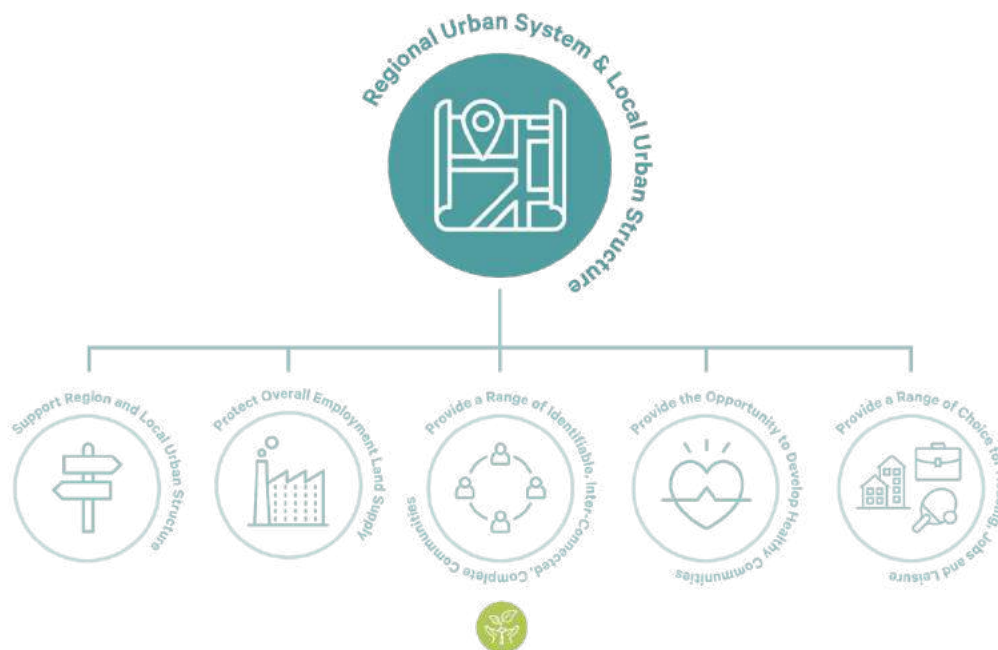 Regional Urban System & Local Urban Structure
Support Region and Local Urban Structure
Protect Overall Employment Land Supply
Provide a Range of Identifiable, Inter-Connected, Complete Communities
Provide the Opportunity to Develop Healthy Communities
Provide a Range of Choice for Housing, Jobs and Leisure